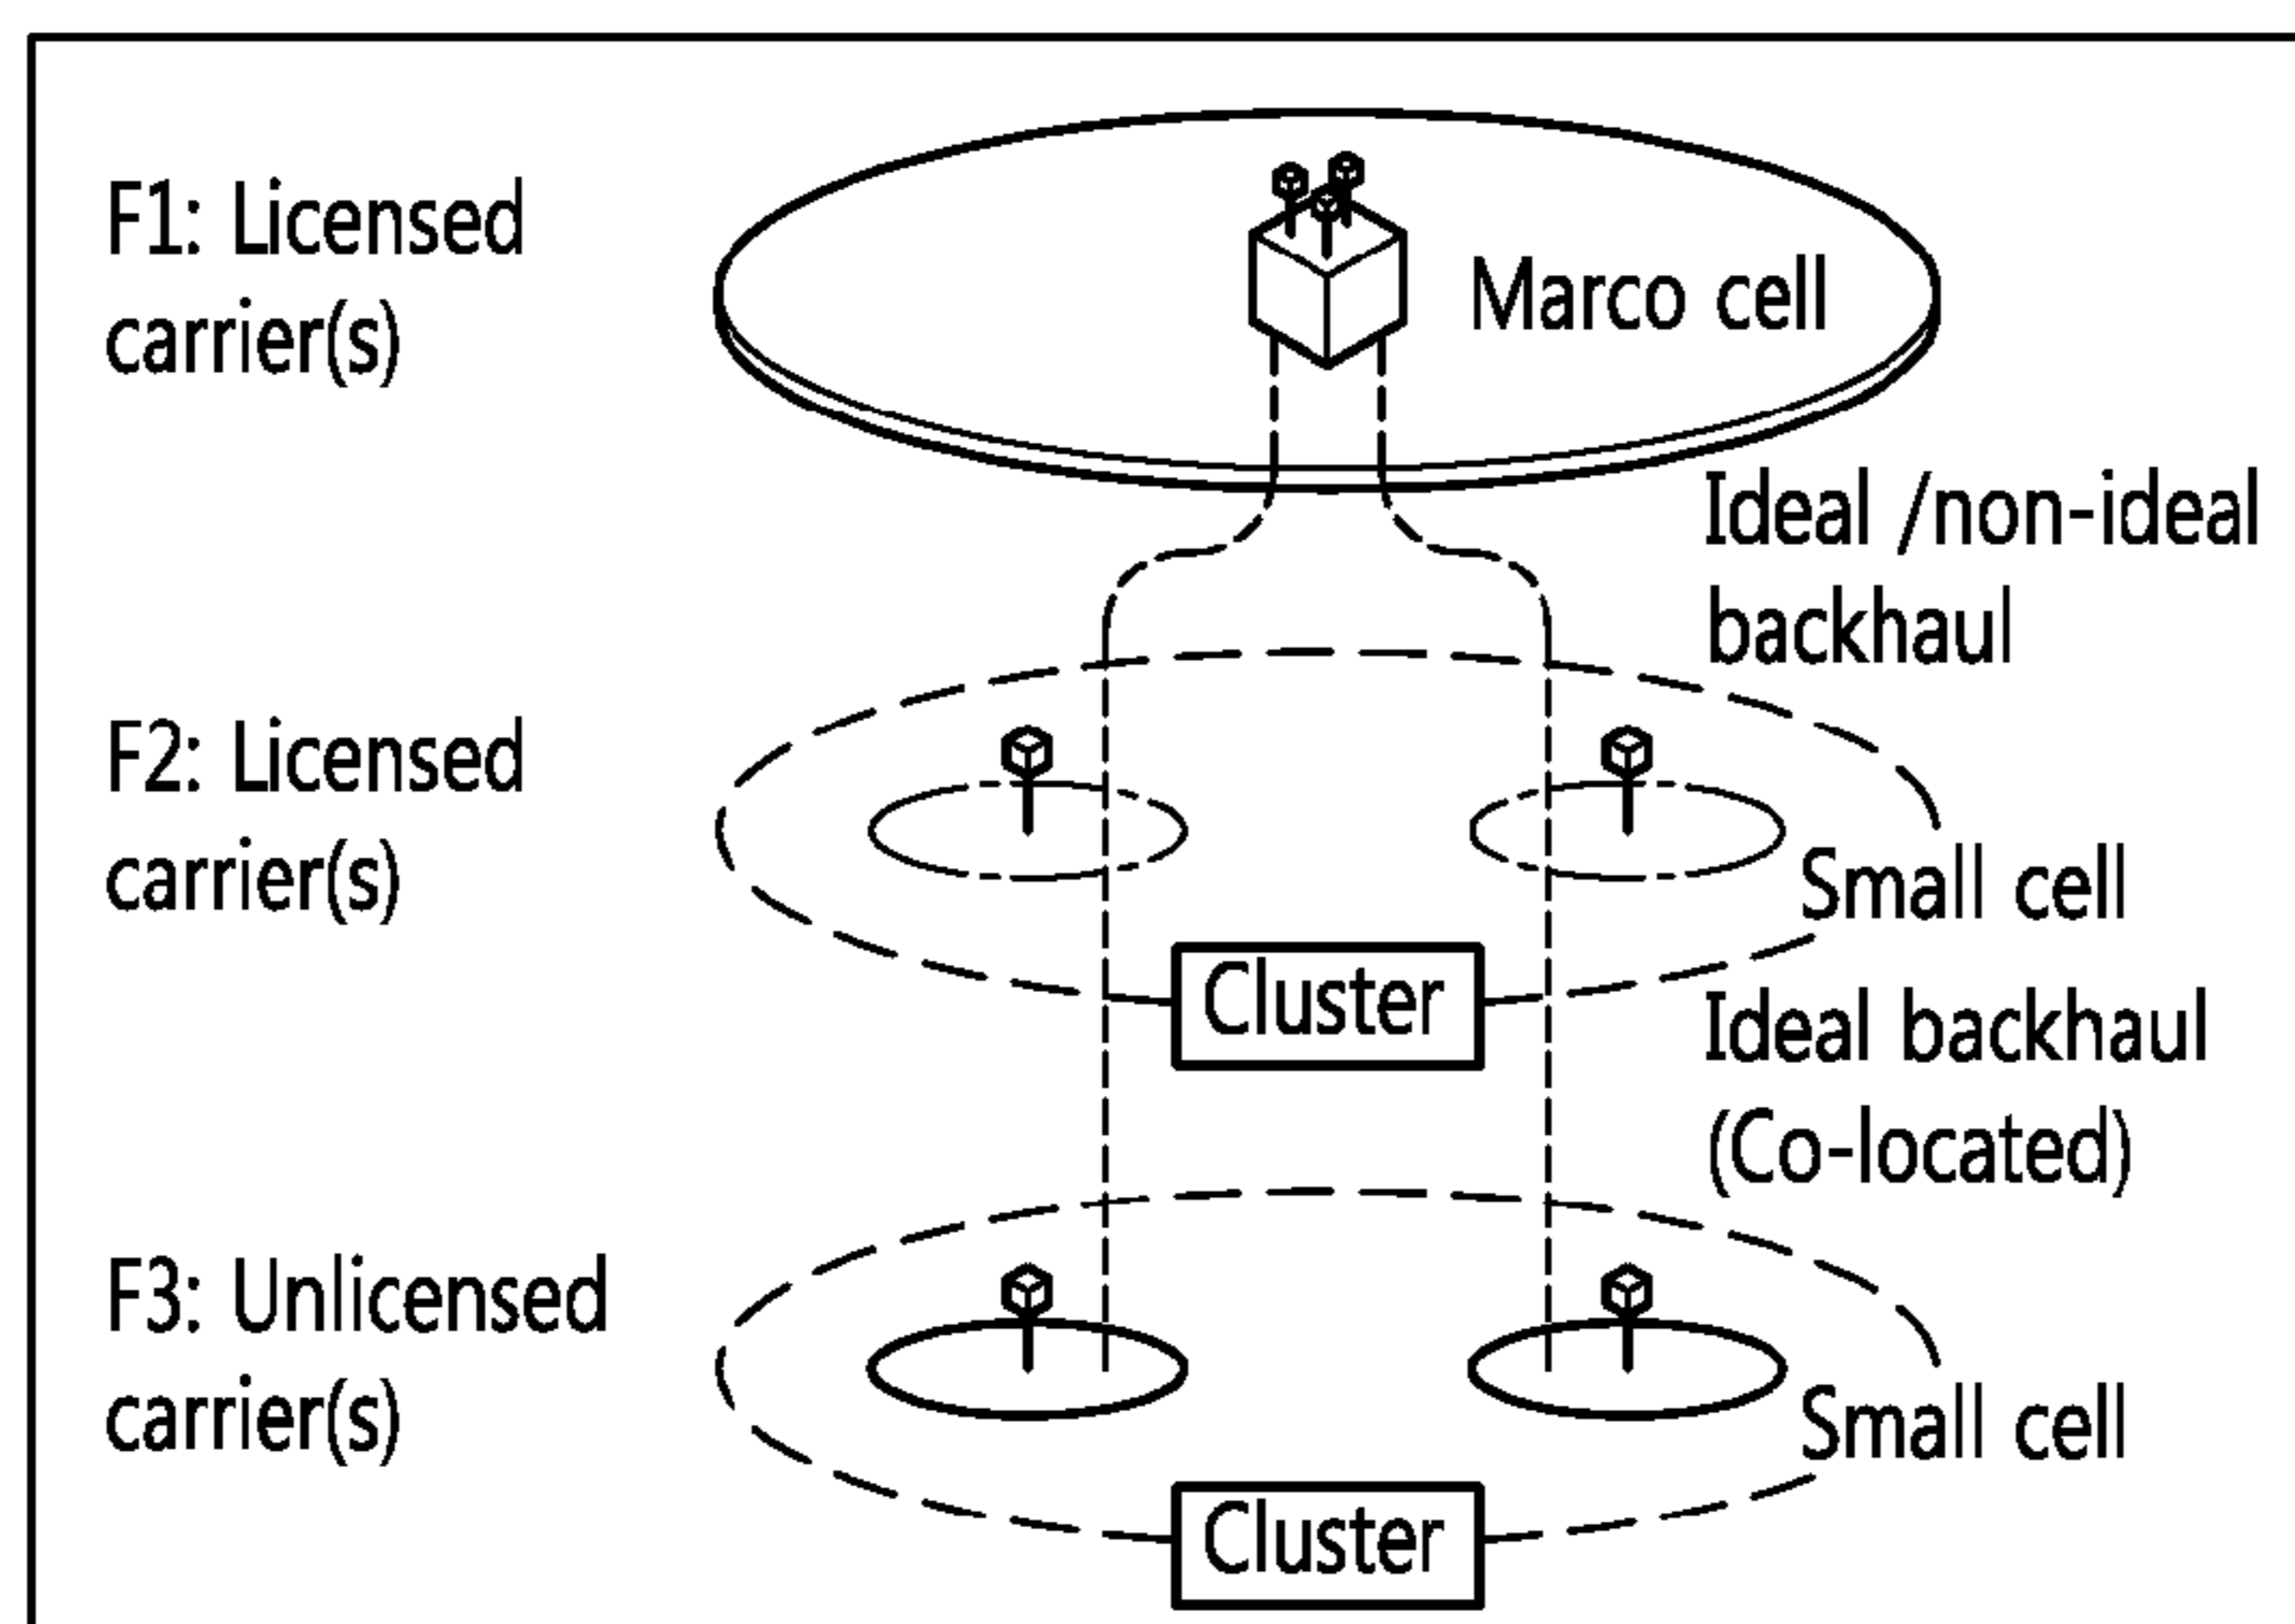 F1: Licensed
carrier(s)
Marco cell
Ideal /non-ideal
backhaul
F2: Licensed
carrier(s)
Small cell
Cluster
Ideal backhaul
(Co-located)
F3: Unlicensed
carrier(s)
Small cell
Cluster